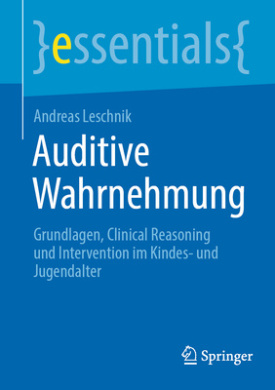 }essentials{
Andreas Leschnik
Auditive
Wahrnehmung
Grundlagen, Clinical Reasoning
und Intervention im Kindes- und
Jugendalter
Springer